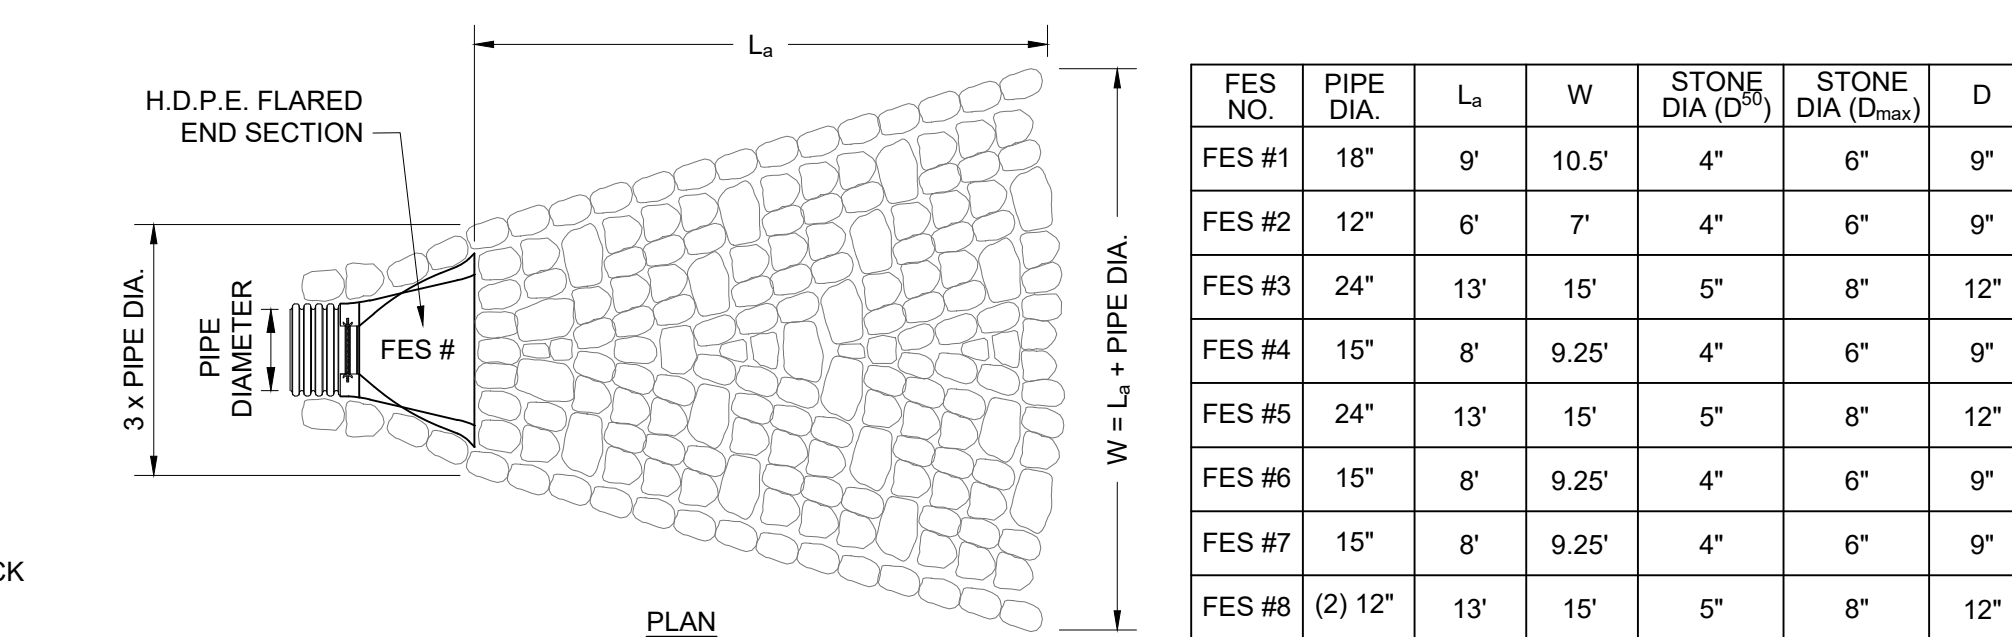 La
H.D.P.E. FLARED
END SECTION
3 x PIPE DIA.
PIPE
DIAMETER
FES #
W = La + PIPE DIA.
CK
PLAN
FES NO. PIPE DIA. La W STONE DIA (D50) STONE DIA (Dmax) D
FES #1 18" 9' 10.5' 4" 6" 9"
FES #2 12" 6' 7' 4" 6" 9"
FES #3 24" 13' 15' 5" 8" 12"
FES #4 15" 8' 9.25' 4" 6" 9"
FES #5 24" 13' 15' 5" 8" 12"
FES #6 15" 8' 9.25' 4" 6" 9"
FES #7 15" 8' 9.25' 4" 6" 9"
FES #8 (2) 12" 13' 15' 5" 8" 12"